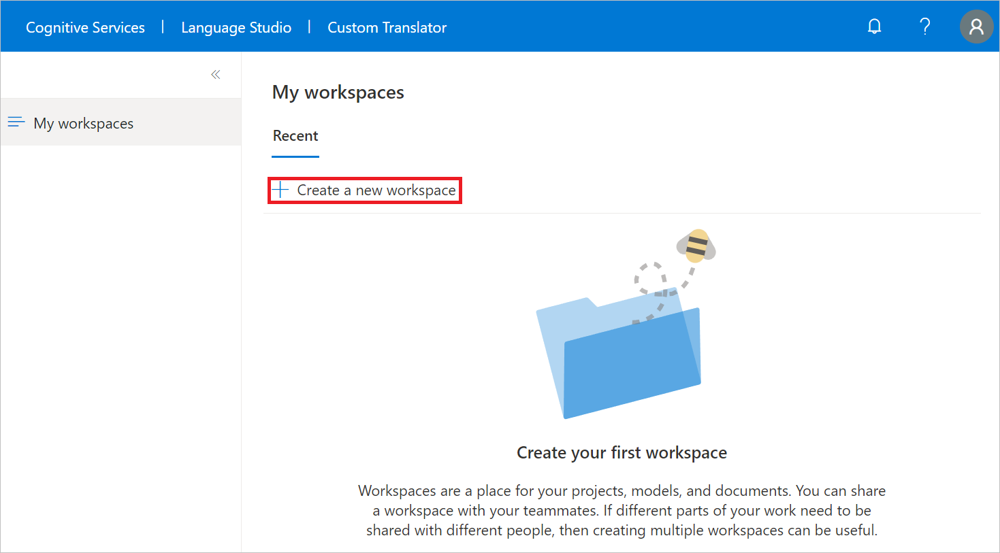 Cognitive Services | Language Studio | Custom Translator
My workspaces
My workspaces
Recent
Create a new workspace
Create your first workspace
Workspaces are a place for your projects, models, and documents. You can share
a workspace with your teammates. If different parts of your work need to be
shared with different people, then creating multiple workspaces can be useful.